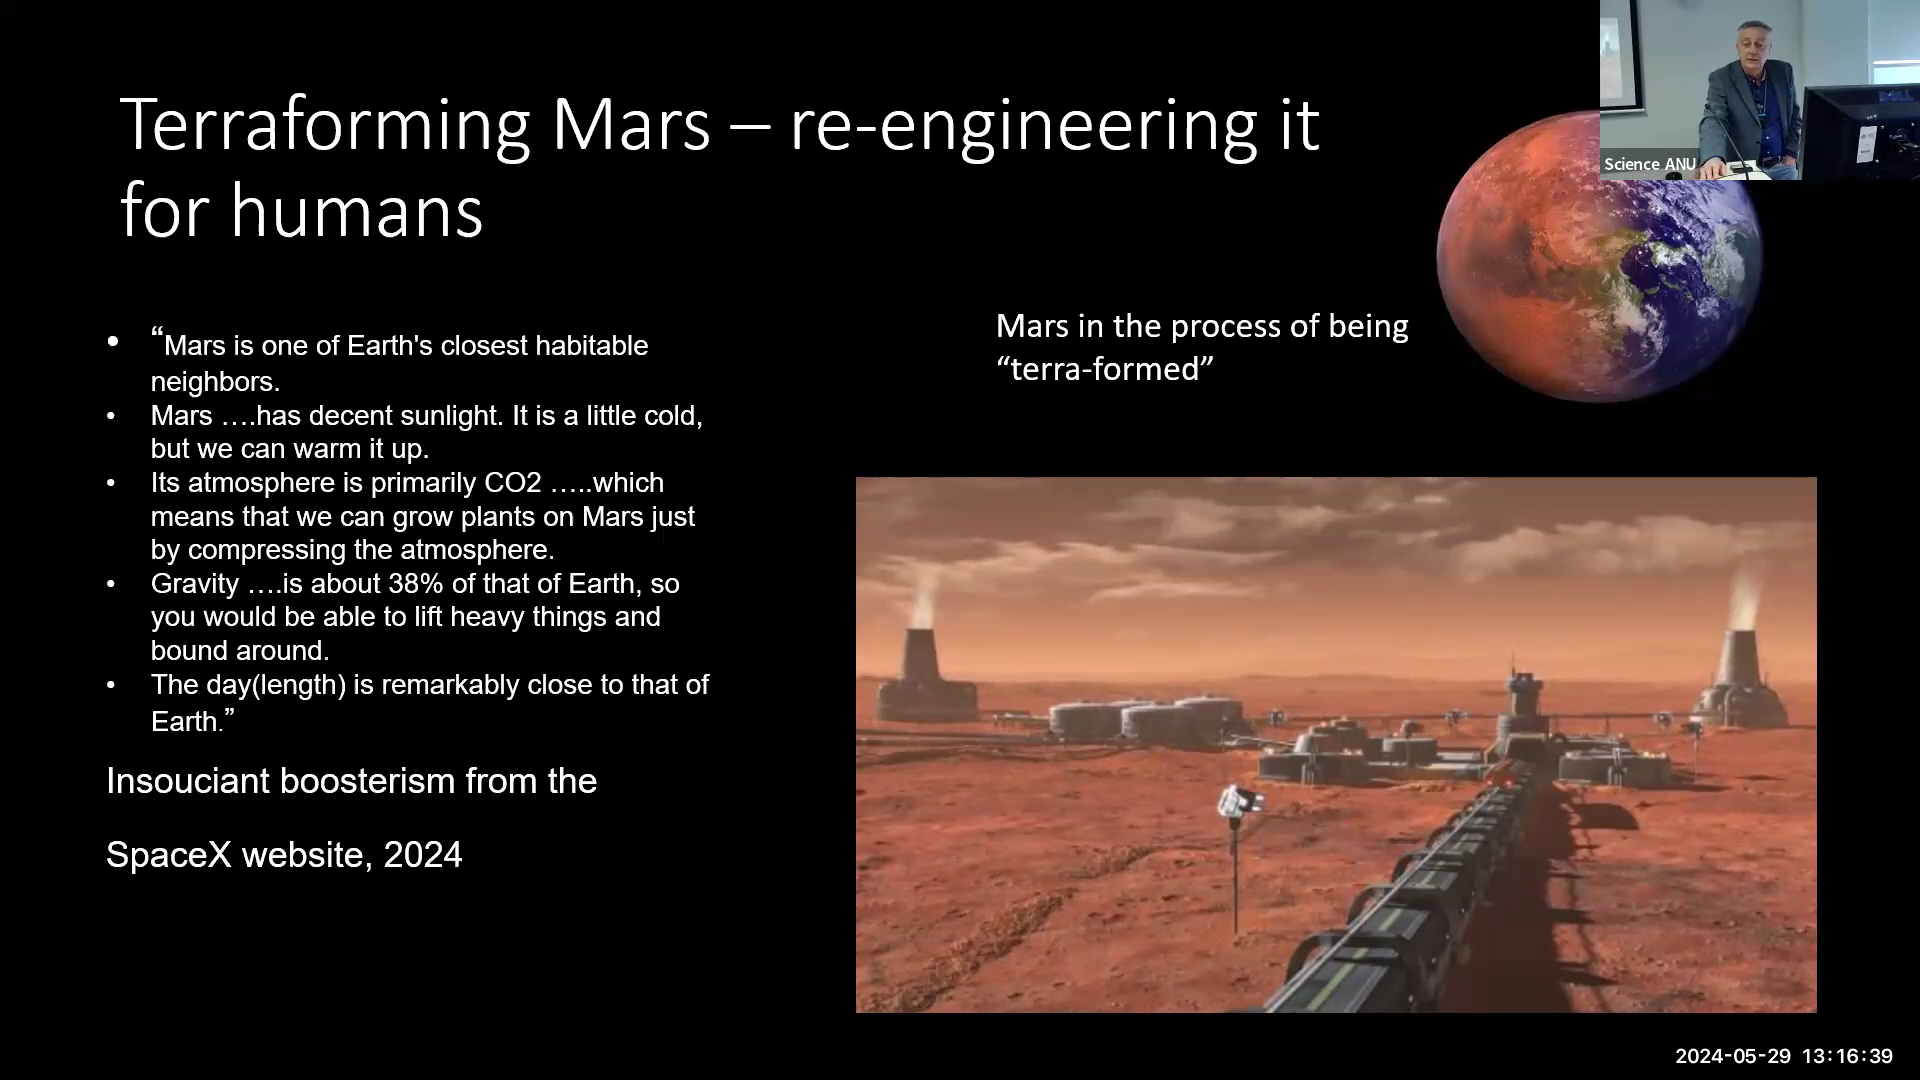 Terraforming Mars – re-engineering it
for humans
Science ANU
• “Mars is one of Earth's closest habitable
neighbors.
• Mars ….has decent sunlight. It is a little cold,
but we can warm it up.
• Its atmosphere is primarily CO2 …..which
means that we can grow plants on Mars just
by compressing the atmosphere.
• Gravity ….is about 38% of that of Earth, so
you would be able to lift heavy things and
bound around.
• The day(length) is remarkably close to that of
Earth.”
Insouciant boosterism from the
SpaceX website, 2024
Mars in the process of being
“terra-formed”
2024-05-29 13:16:39